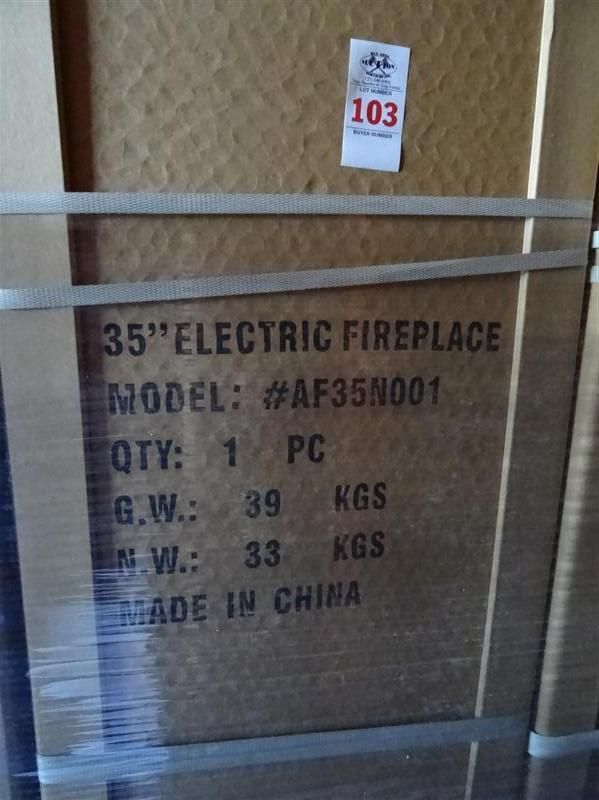 AUCTION
LOT NUMBER
103
BUYER NUMBER
35" ELECTRIC FIREPLACE
MODEL: #AF35N001
QTY: 1 PC
G.W.: 39 KGS
N.W.: 33 KGS
MADE IN CHINA